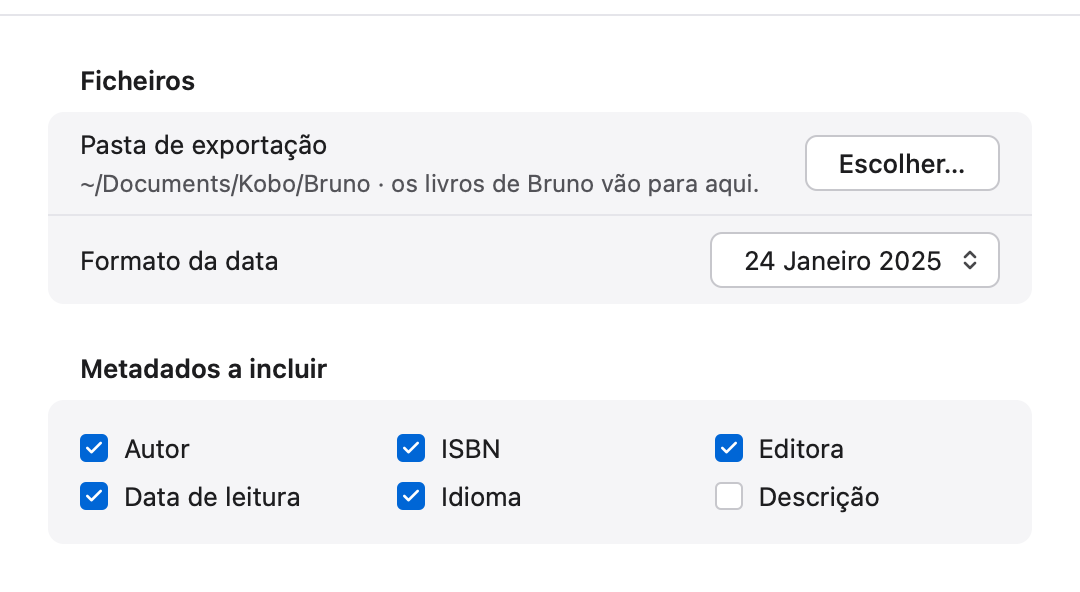 Ficheiros
Pasta de exportação
~/Documents/Kobo/Bruno · os livros de Bruno vão para aqui.
Escolher...
Formato da data
24 Janeiro 2025
Metadados a incluir
Autor
ISBN
Editora
Data de leitura
Idioma
Descrição